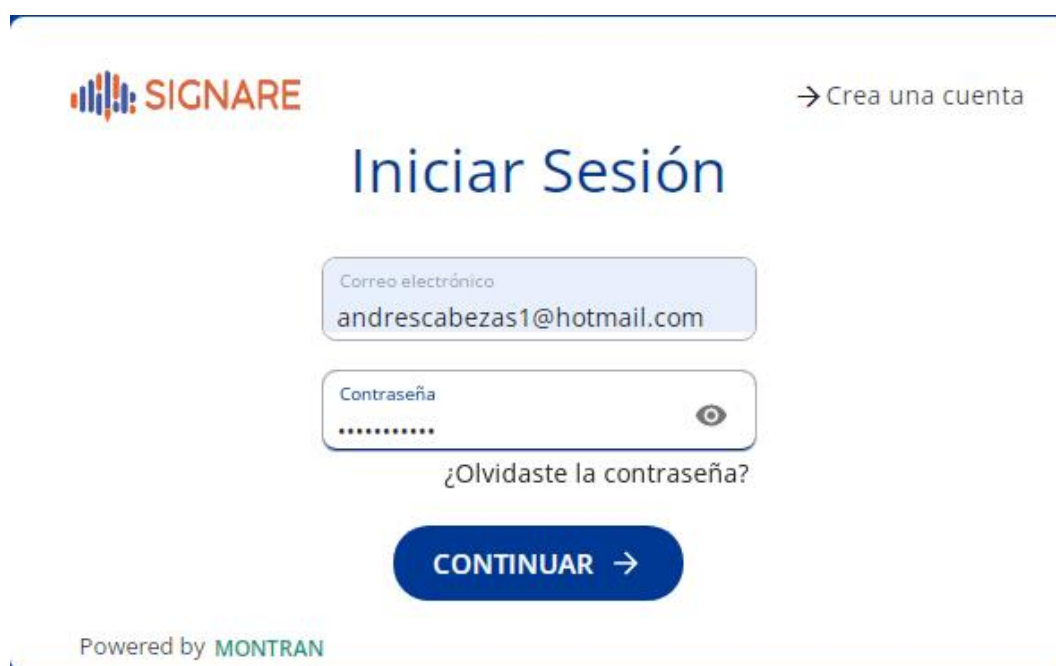 SIGNARE
→ Crea una cuenta
Iniciar Sesión
Correo electrónico
andrescabezas1@hotmail.com
Contraseña
•••••••••••
¿Olvidaste la contraseña?
CONTINUAR →
Powered by MONTRAN